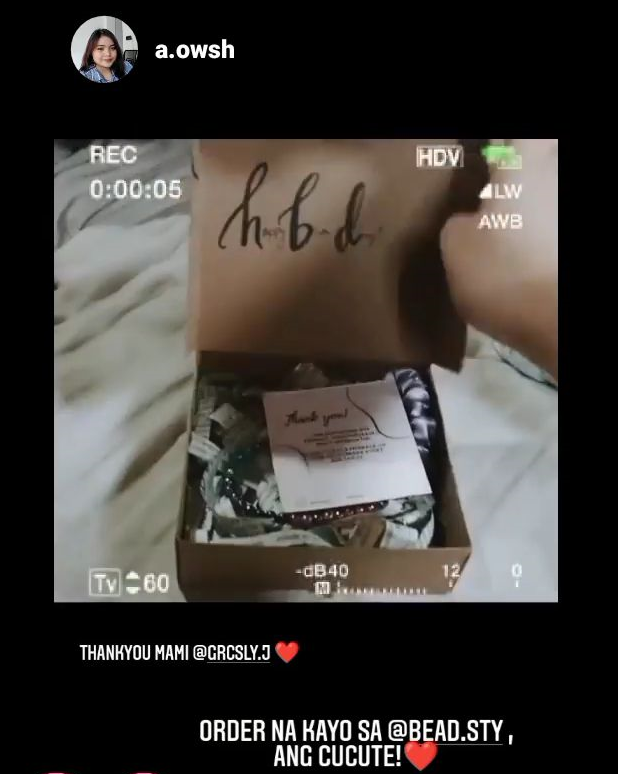 a.owsh
REC
HDV
0:00:05
LW
AWB
hbd
Thank you!
Tv 60
-dB40 12 0
M
THANKYOU MAMI @GRCSLY.J ❤️
ORDER NA KAYO SA @BEAD.STY ,
ANG CUCUTE!❤️